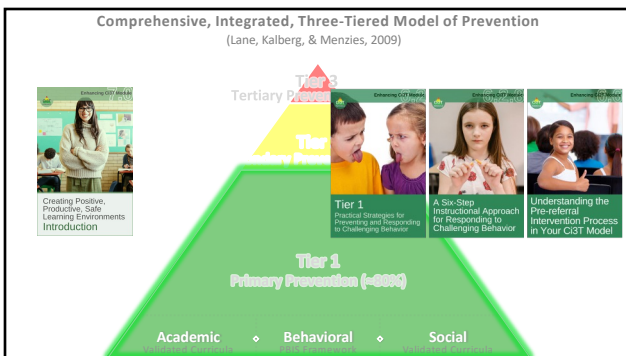 Comprehensive, Integrated, Three-Tiered Model of Prevention
(Lane, Kalberg, & Menzies, 2009)
Tier 3
Tertiary
Tier
Enhancing Ci3T Module
Creating Positive,
Productive, Safe
Learning Environments
Introduction
Enhancing Ci3T Module
Tier 1
Practical Strategies for
Preventing and Responding
to Challenging Behavior
Enhancing Ci3T Module
A Six-Step
Instructional Approach
for Responding to
Challenging Behavior
Enhancing Ci3T Module
Understanding the
Pre-referral
Intervention Process
in Your Ci3T Model
Tier 1
Primary Prevention (≈80%)
Academic ⬥ Behavioral ⬥ Social
Validated Curricula PBIS Framework Validated Curricula